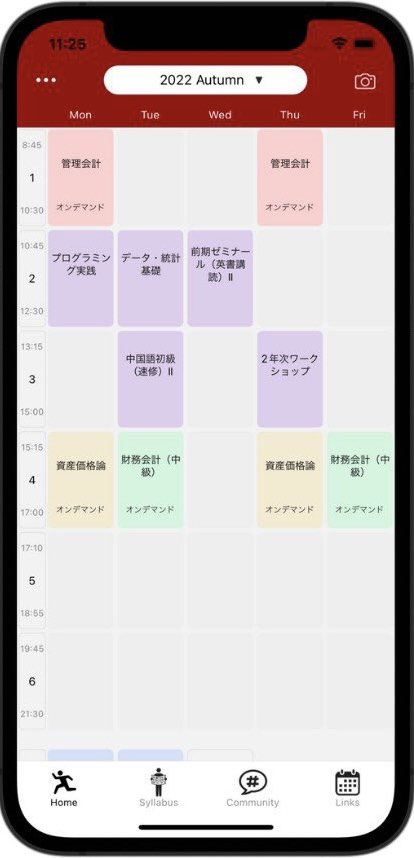 11:25
2022 Autumn ▼
Mon Tue Wed Thu Fri
8:45
1
10:30
管理会計
オンデマンド
管理会計
オンデマンド
10:45
2
12:30
プログラミン
グ実践
データ・統計
基礎
前期ゼミナー
ル（英書講
読）II
13:15
3
15:00
中国語初級
（速修）II
2年次ワーク
ショップ
15:15
4
17:00
資産価格論
オンデマンド
財務会計（中
級）
オンデマンド
資産価格論
オンデマンド
財務会計（中
級）
オンデマンド
17:10
5
18:55
19:45
6
21:30
#
Home Syllabus Community Links